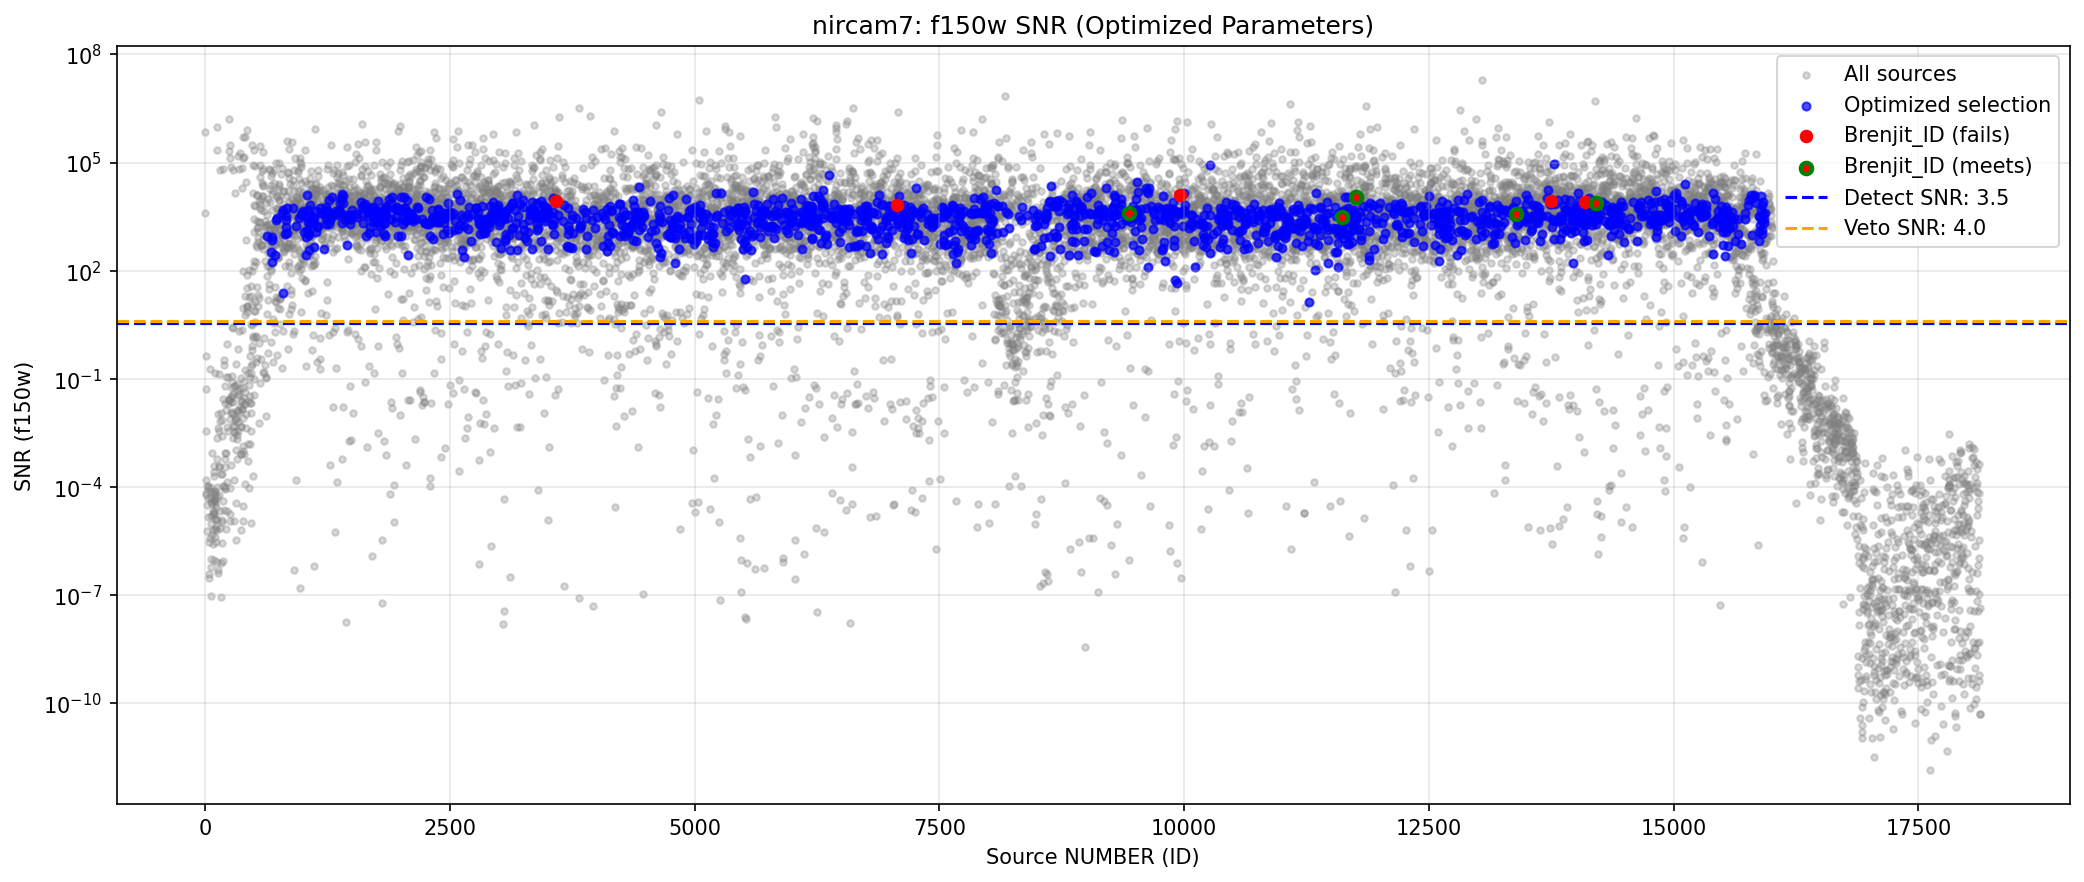 nircam7: f150w SNR (Optimized Parameters)
SNR (f150w)
10^8
10^5
10^2
10^−1
10^−4
10^−7
10^−10
All sources
Optimized selection
Brenjit_ID (fails)
Brenjit_ID (meets)
Detect SNR: 3.5
Veto SNR: 4.0
0 2500 5000 7500 10000 12500 15000 17500
Source NUMBER (ID)